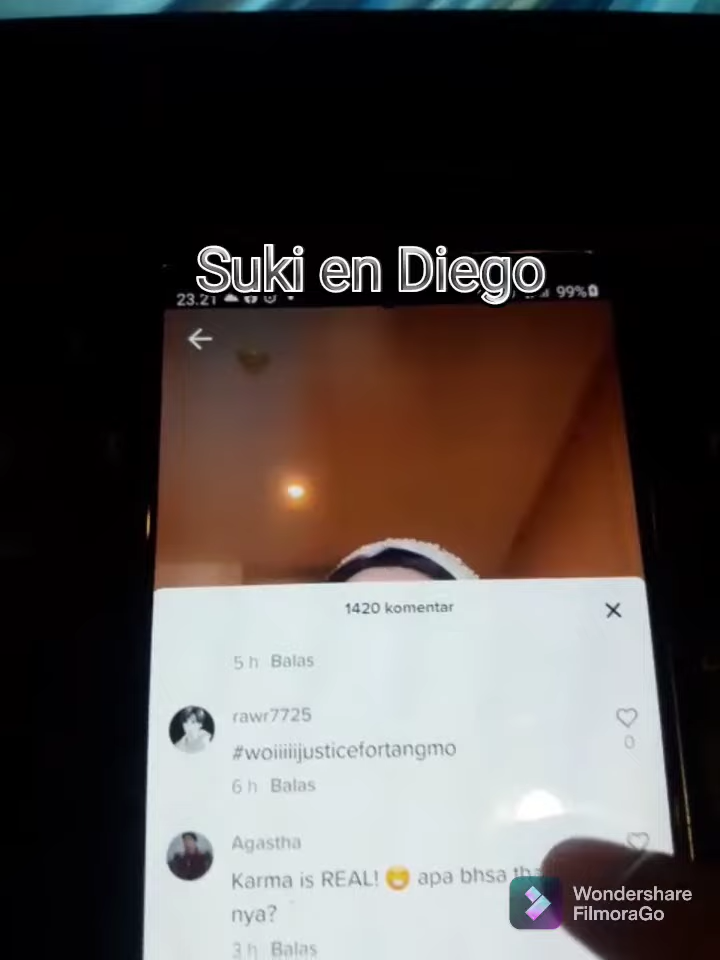 Suki en Diego
23.21
99%
1420 komentar
5 h Balas
rawr7725
#woiiiiijusticefortangmo
0
6 h Balas
Agastha
Karma is REAL! 😁 apa bhsa
nya?
3 h Balas
Wondershare
FilmoraGo